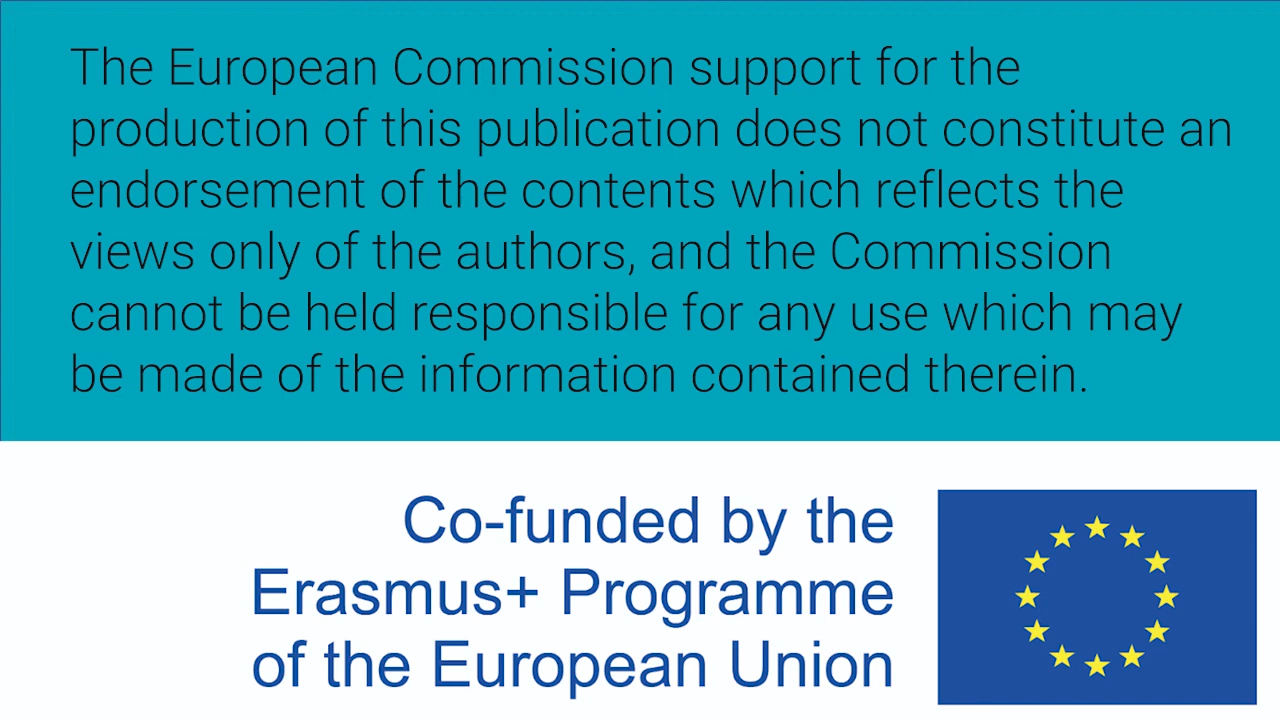 The European Commission support for the
production of this publication does not constitute an
endorsement of the contents which reflects the
views only of the authors, and the Commission
cannot be held responsible for any use which may
be made of the information contained therein.
Co-funded by the
Erasmus+ Programme
of the European Union